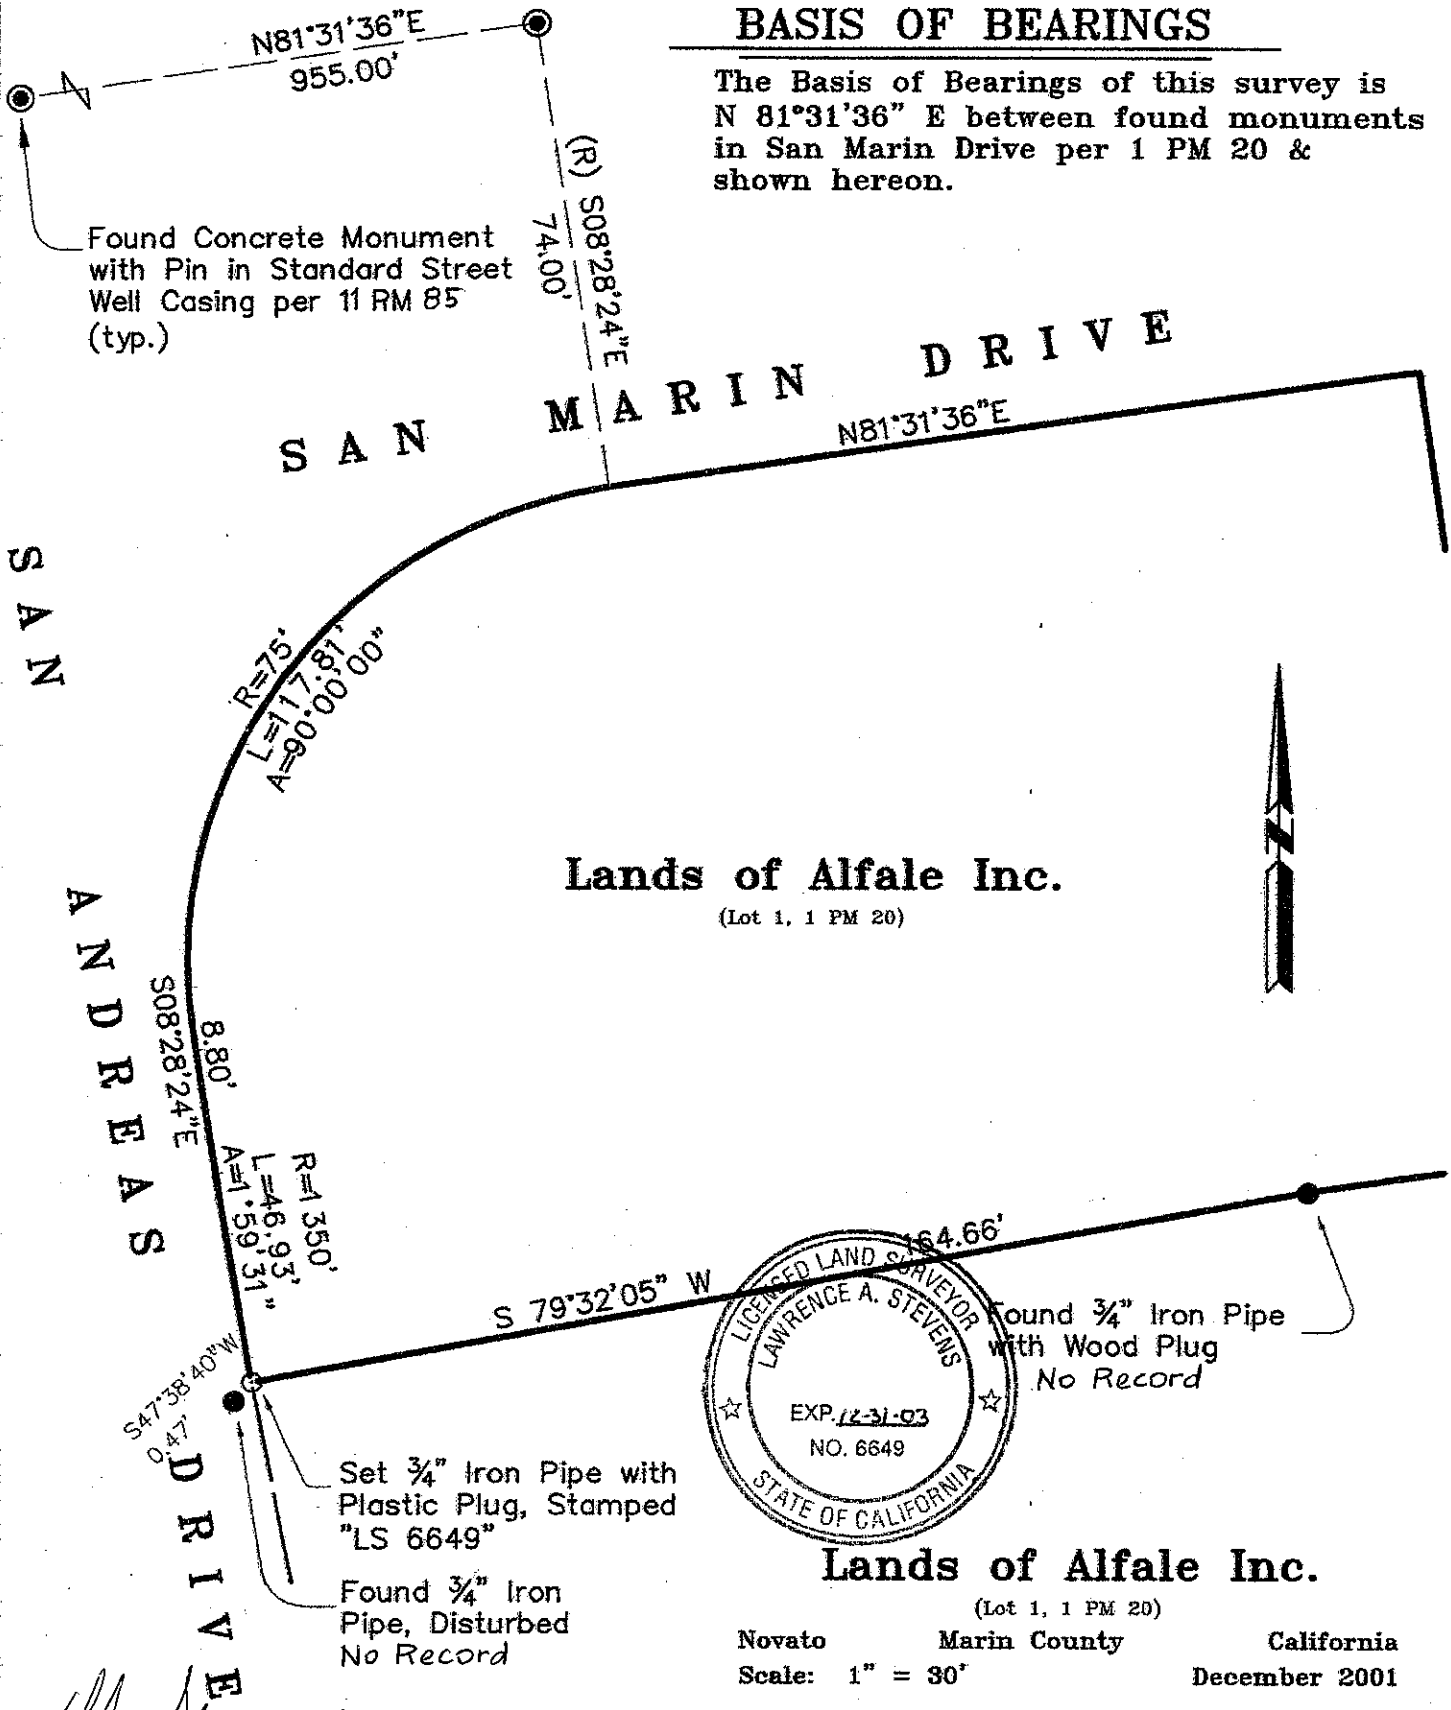 BASIS OF BEARINGS
The Basis of Bearings of this survey is
N 81°31'36" E between found monuments
in San Marin Drive per 1 PM 20 &
shown hereon.
N81°31'36"E
955.00'
(R) S08°28'24"E
74.00'
Found Concrete Monument
with Pin in Standard Street
Well Casing per 11 RM 85
(typ.)
SAN MARIN DRIVE
N81°31'36"E
SAN ANDREAS DRIVE
R=75'
L=117.81'
A=90°00'00"
N
Lands of Alfale Inc.
(Lot 1, 1 PM 20)
8.80'
S08°28'24"E
R=1350'
L=46.93'
A=1°59'31"
S 79°32'05" W
164.66'
LICENSED LAND SURVEYOR
LAWRENCE A. STEVENS
EXP. 12-31-03
NO. 6649
STATE OF CALIFORNIA
Found ¾" Iron Pipe
with Wood Plug
No Record
S47°38'40"W
0.47'
Set ¾" Iron Pipe with
Plastic Plug, Stamped
"LS 6649"
Found ¾" Iron
Pipe, Disturbed
No Record
Lands of Alfale Inc.
(Lot 1, 1 PM 20)
Novato Marin County California
Scale: 1" = 30' December 2001